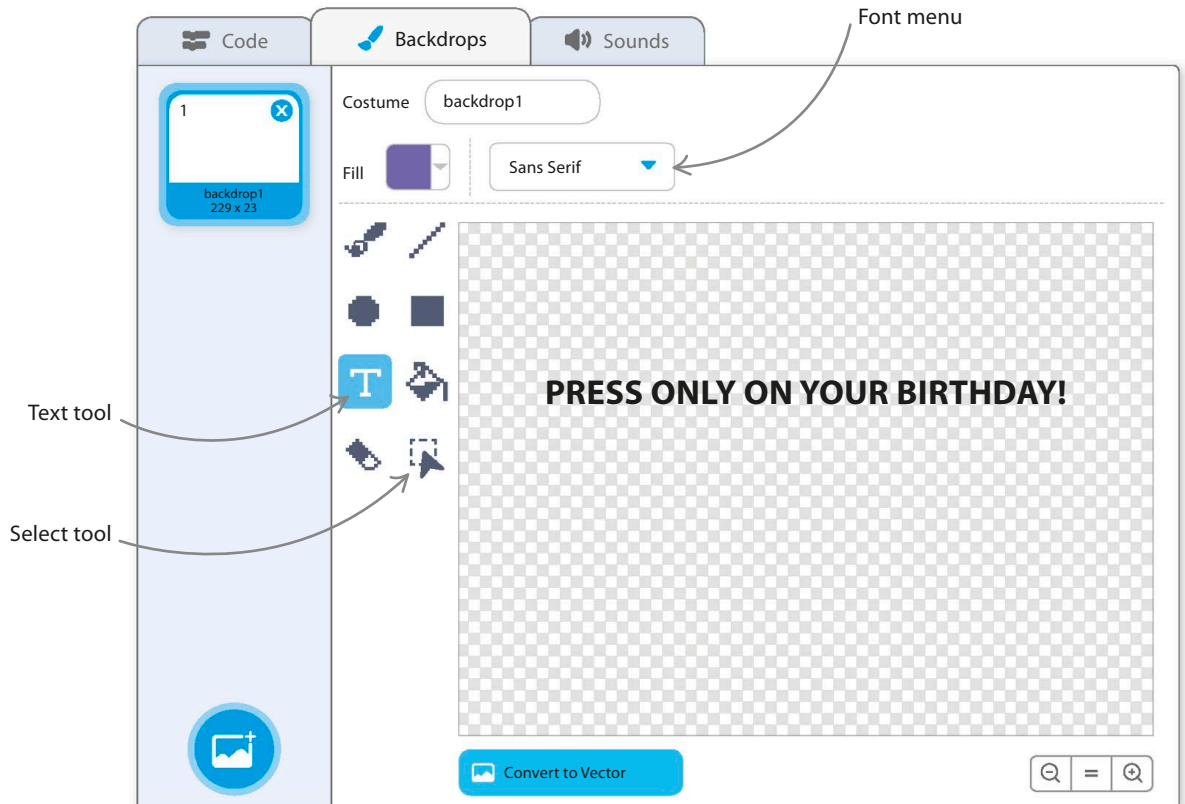 Font menu
Code
Backdrops
Sounds
1
Costume
backdrop1
Fill
Sans Serif
backdrop1
229 x 23
T
PRESS ONLY ON YOUR BIRTHDAY!
Text tool
Select tool
Convert to Vector
=